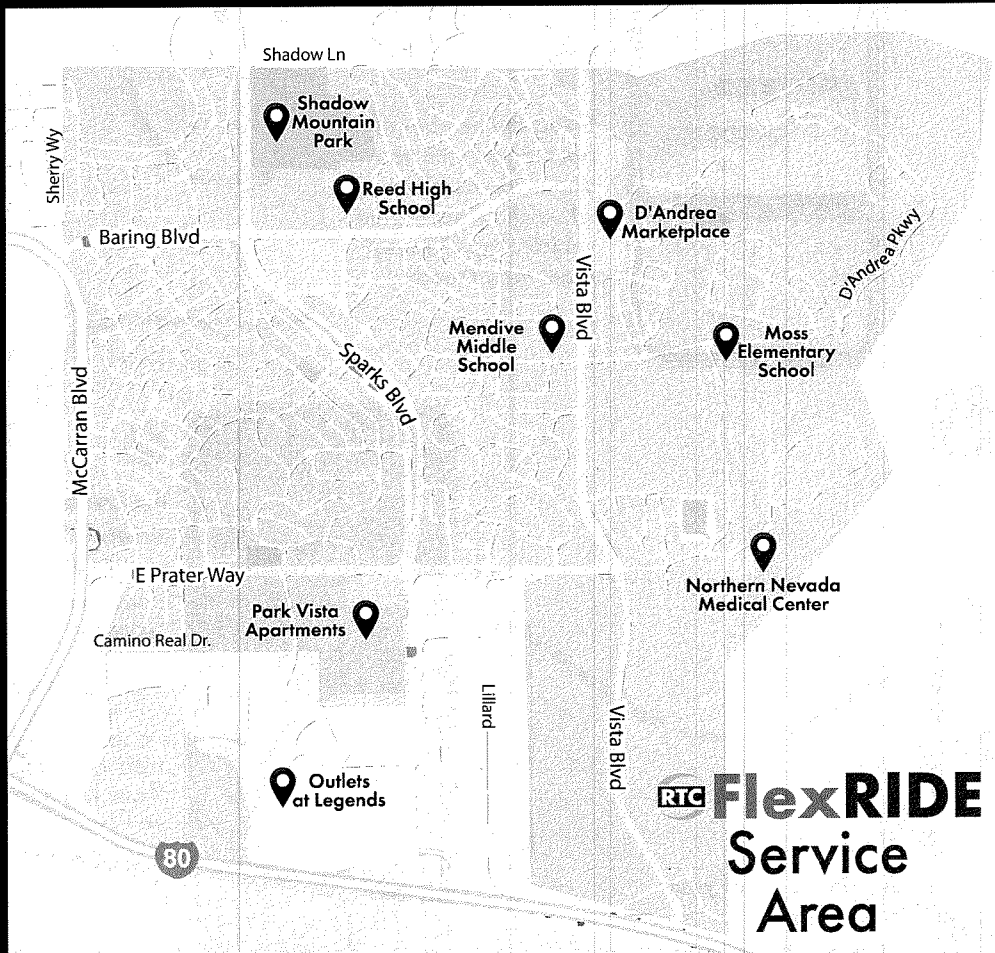 Shadow Ln
Shadow
Mountain
Park
Sherry Wy
Reed High
School
D'Andrea
Marketplace
Baring Blvd
D'Andrea Pkwy
Vista Blvd
Mendive
Middle
School
Moss
Elementary
School
Sparks Blvd
McCarran Blvd
E Prater Way
Northern Nevada
Medical Center
Park Vista
Apartments
Camino Real Dr.
Lillard
Vista Blvd
Outlets
at Legends
80
RTC FlexRIDE
Service
Area